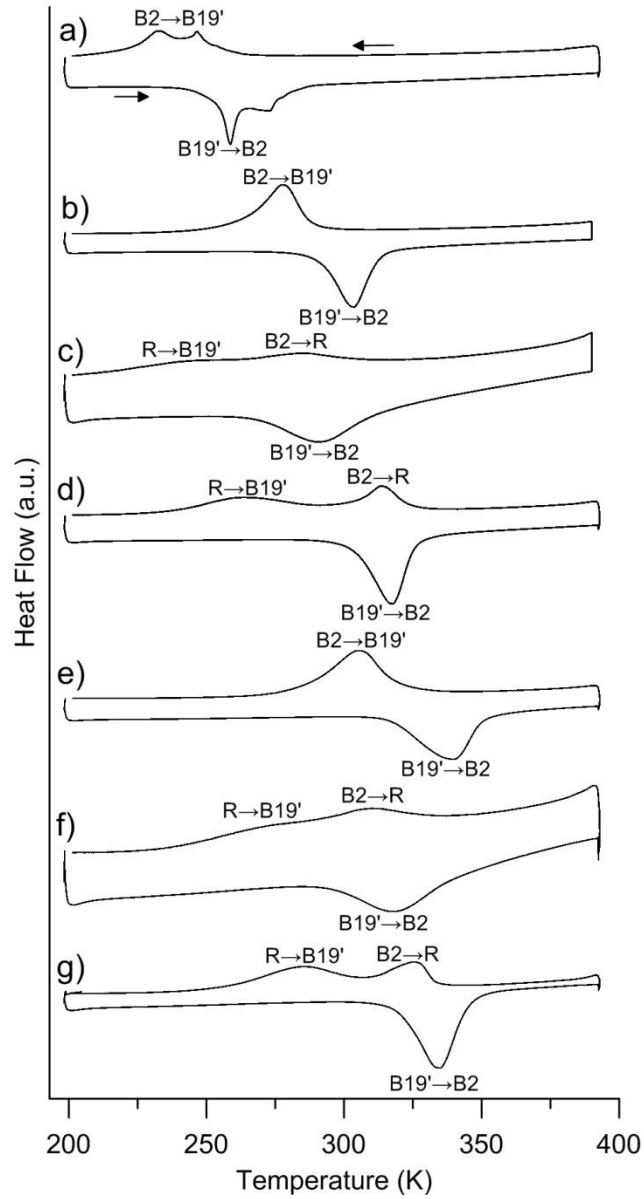 a)
B2→B19'
B19'→B2
b)
B2→B19'
B19'→B2
c)
R→B19'
B2→R
B19'→B2
d)
R→B19'
B2→R
B19'→B2
e)
B2→B19'
B19'→B2
f)
R→B19'
B2→R
B19'→B2
g)
R→B19'
B2→R
B19'→B2
Heat Flow (a.u.)
200 250 300 350 400
Temperature (K)